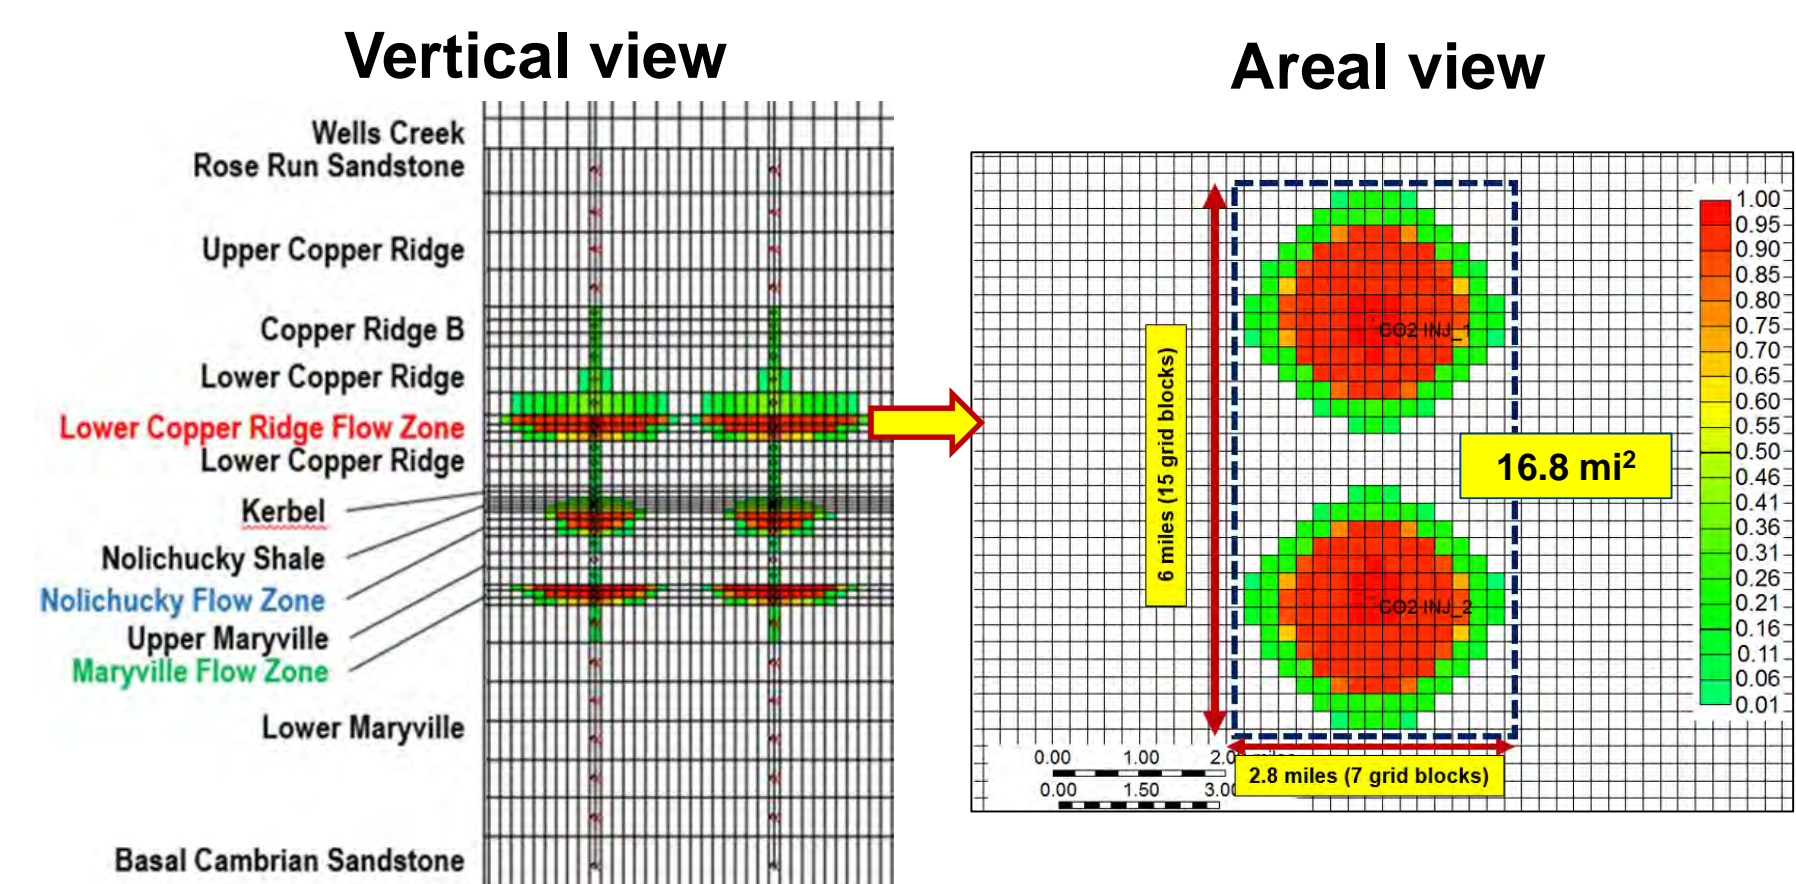 Vertical view
Wells Creek
Rose Run Sandstone
Upper Copper Ridge
Copper Ridge B
Lower Copper Ridge
Lower Copper Ridge Flow Zone
Lower Copper Ridge
Kerbel
Nolichucky Shale
Nolichucky Flow Zone
Upper Maryville
Maryville Flow Zone
Lower Maryville
Basal Cambrian Sandstone
Areal view
6 miles (15 grid blocks)
CO2 INJ_1
CO2 INJ_2
16.8 mi²
2.8 miles (7 grid blocks)
0.00 1.00
0.00 1.50
1.00
0.95
0.90
0.85
0.80
0.75
0.70
0.65
0.60
0.55
0.50
0.46
0.41
0.36
0.31
0.26
0.21
0.16
0.11
0.06
0.01